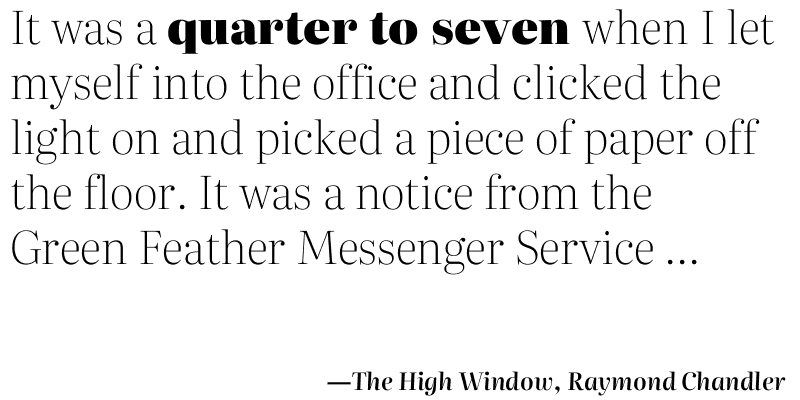 It was a quarter to seven when I let
myself into the office and clicked the
light on and picked a piece of paper off
the floor. It was a notice from the
Green Feather Messenger Service ...
—The High Window, Raymond Chandler